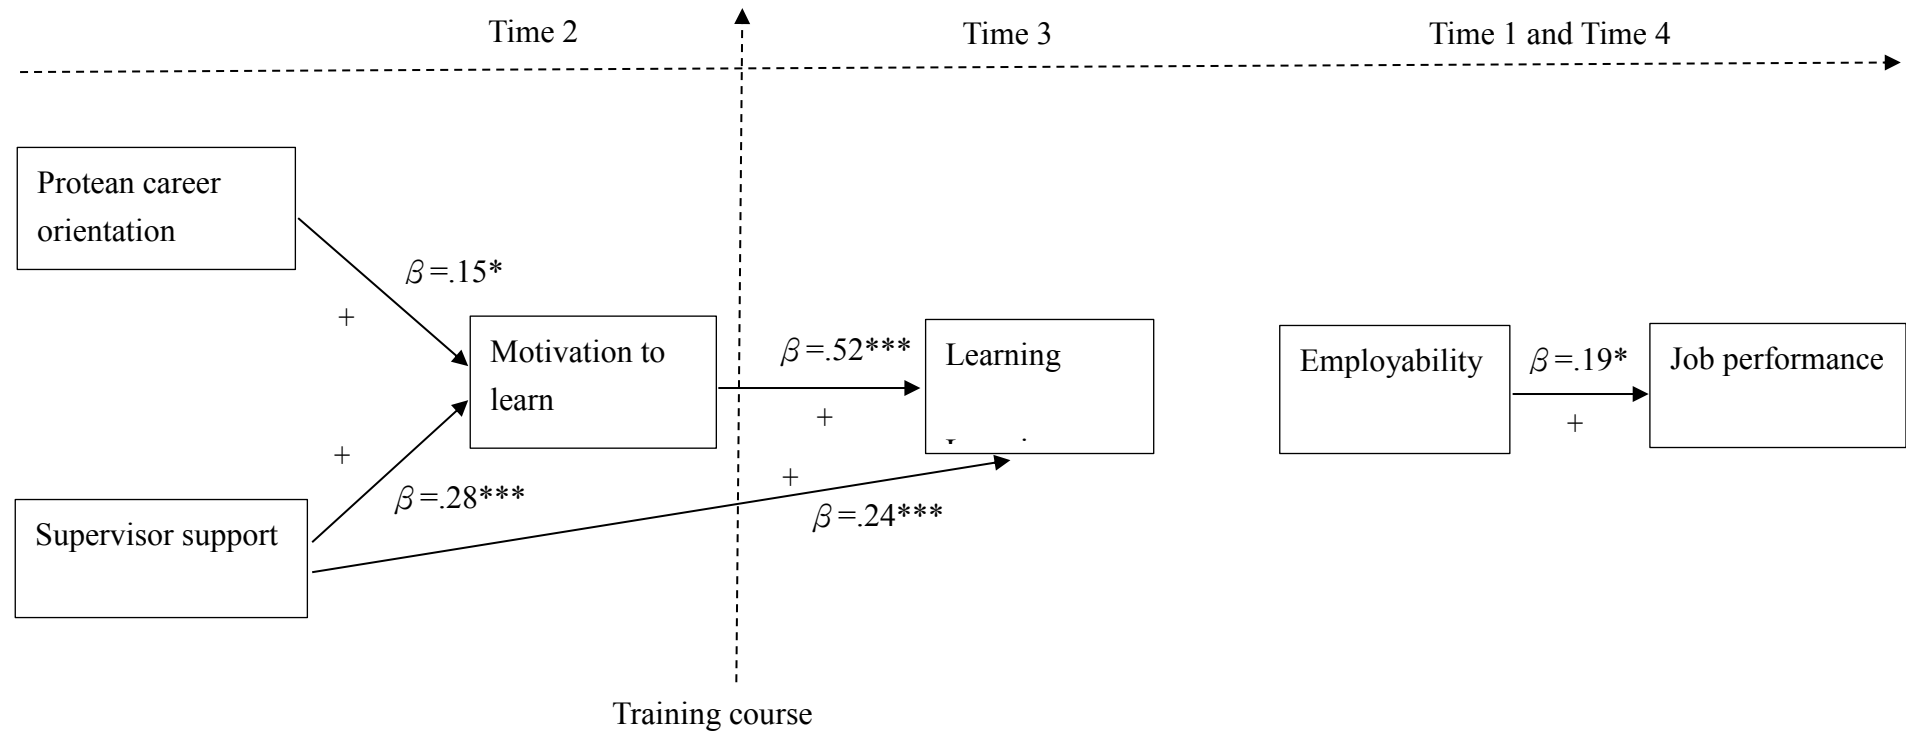 Time 2
Time 3
Time 1 and Time 4
Protean career
orientation
β=.15*
+
Motivation to
learn
β=.52***
+
Learning
Employability
β=.19*
+
Job performance
+
β=.28***
+
β=.24***
Supervisor support
Training course